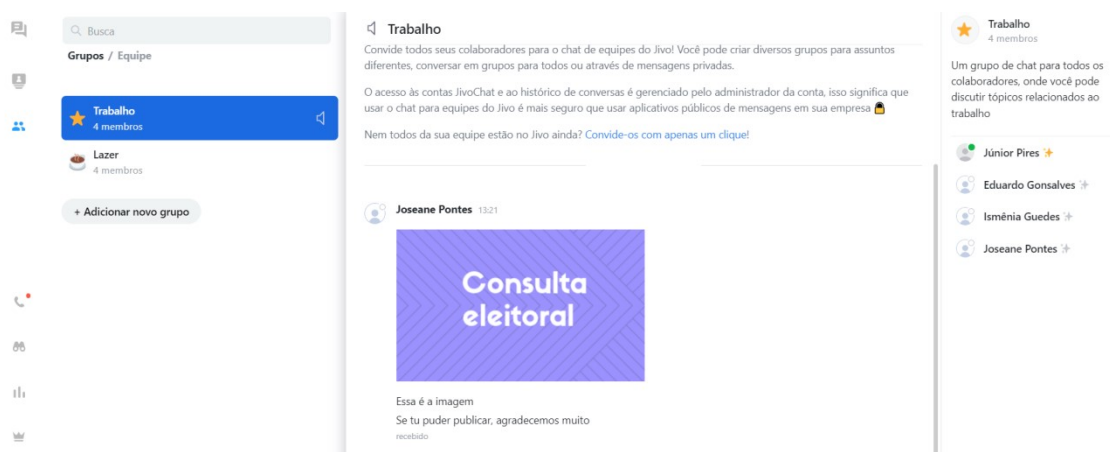 Busca
Grupos / Equipe
Trabalho
4 membros
Lazer
4 membros
+ Adicionar novo grupo
Trabalho
Convide todos seus colaboradores para o chat de equipes do Jivo! Você pode criar diversos grupos para assuntos
diferentes, conversar em grupos para todos ou através de mensagens privadas.
O acesso às contas JivoChat e ao histórico de conversas é gerenciado pelo administrador da conta, isso significa que
usar o chat para equipes do Jivo é mais seguro que usar aplicativos públicos de mensagens em sua empresa
Nem todos da sua equipe estão no Jivo ainda? Convide-os com apenas um clique!
Joseane Pontes 13:21
Consulta
eleitoral
Essa é a imagem
Se tu puder publicar, agradecemos muito
recebido
Trabalho
4 membros
Um grupo de chat para todos os
colaboradores, onde você pode
discutir tópicos relacionados ao
trabalho
Júnior Pires
Eduardo Gonsalves
Ismênia Guedes
Joseane Pontes